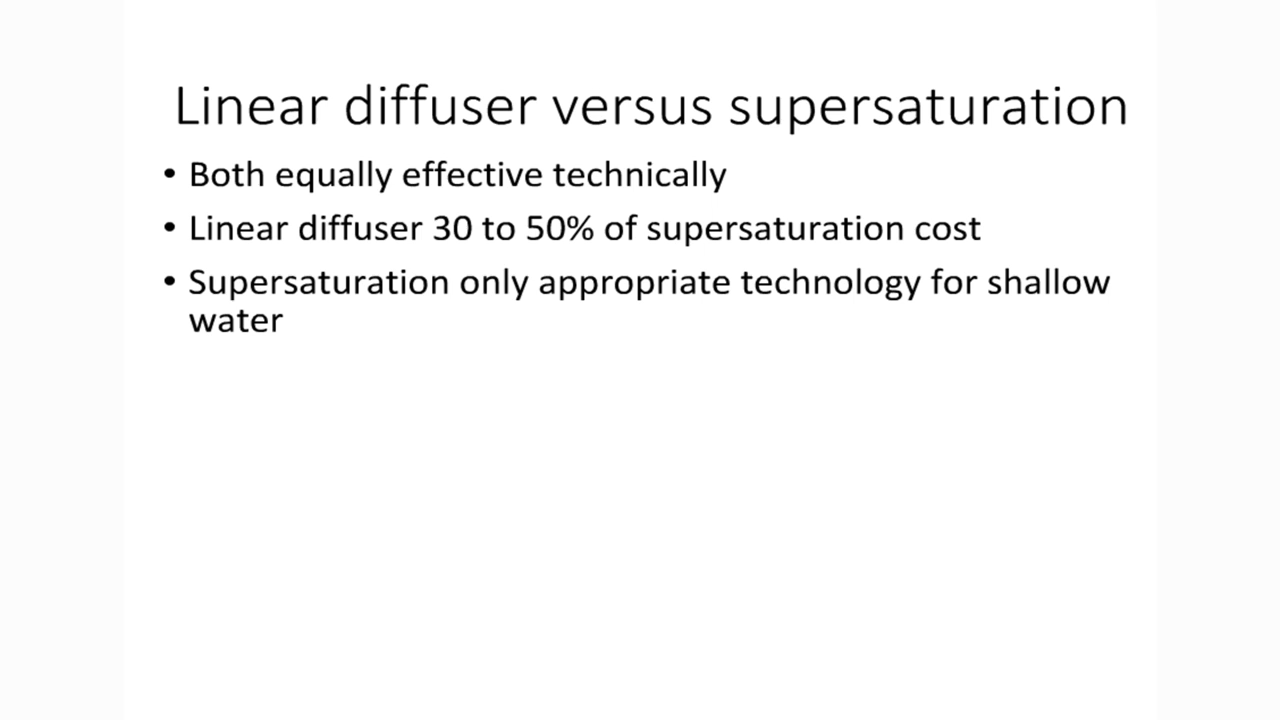 Linear diffuser versus supersaturation
• Both equally effective technically
• Linear diffuser 30 to 50% of supersaturation cost
• Supersaturation only appropriate technology for shallow
water